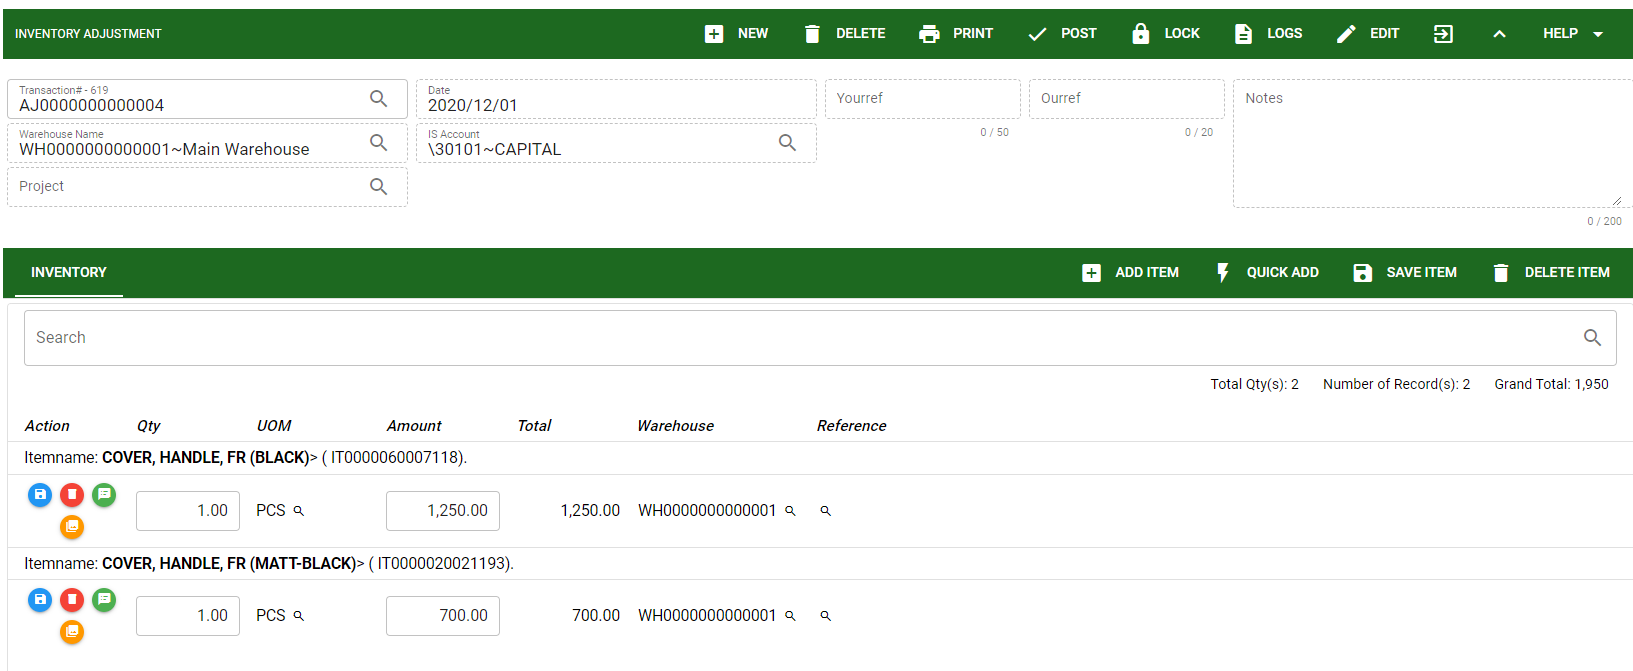 INVENTORY ADJUSTMENT NEW DELETE PRINT POST LOCK LOGS EDIT HELP
Transaction# - 619
AJ0000000000004
Date
2020/12/01
Yourref
0 / 50
Ourref
0 / 20
Notes
0 / 200
Warehouse Name
WH0000000000001~Main Warehouse
IS Account
\30101~CAPITAL
Project
INVENTORY ADD ITEM QUICK ADD SAVE ITEM DELETE ITEM
Search
Total Qty(s): 2 Number of Record(s): 2 Grand Total: 1,950
Action Qty UOM Amount Total Warehouse Reference
Itemname: COVER, HANDLE, FR (BLACK)> ( IT0000060007118).
1.00 PCS 1,250.00 1,250.00 WH0000000000001
Itemname: COVER, HANDLE, FR (MATT-BLACK)> ( IT0000020021193).
1.00 PCS 700.00 700.00 WH0000000000001